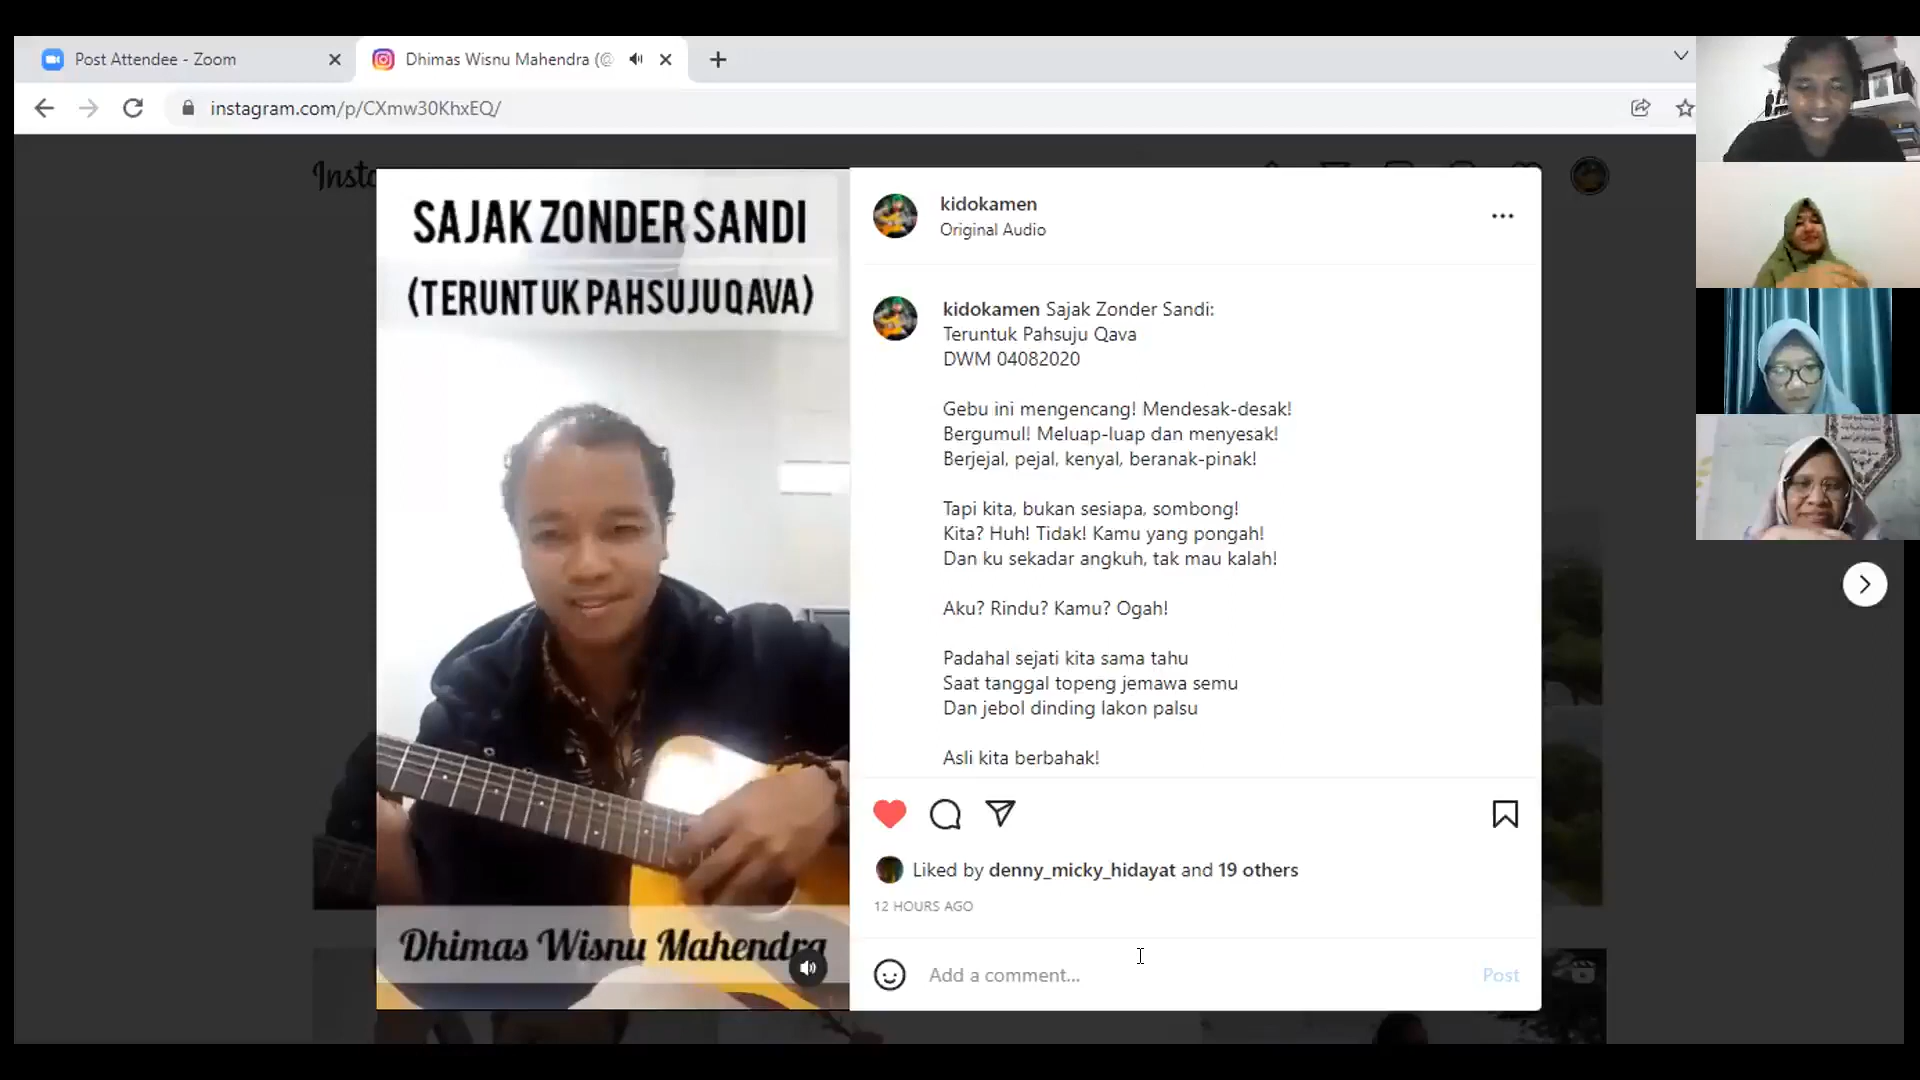 Post Attendee - Zoom
Dhimas Wisnu Mahendra (@
instagram.com/p/CXmw30KhxEQ/
SAJAK ZONDER SANDI
(TERUNTUK PAHSUJU QAVA)
Dhimas Wisnu Mahendra
kidokamen
Original Audio
kidokamen Sajak Zonder Sandi:
Teruntuk Pahsuju Qava
DWM 04082020
Gebu ini mengencang! Mendesak-desak!
Bergumul! Meluap-luap dan menyesak!
Berjejal, pejal, kenyal, beranak-pinak!
Tapi kita, bukan sesiapa, sombong!
Kita? Huh! Tidak! Kamu yang pongah!
Dan ku sekadar angkuh, tak mau kalah!
Aku? Rindu? Kamu? Ogah!
Padahal sejati kita sama tahu
Saat tanggal topeng jemawa semu
Dan jebol dinding lakon palsu
Asli kita berbahak!
Liked by denny_micky_hidayat and 19 others
12 HOURS AGO
Add a comment...
Post